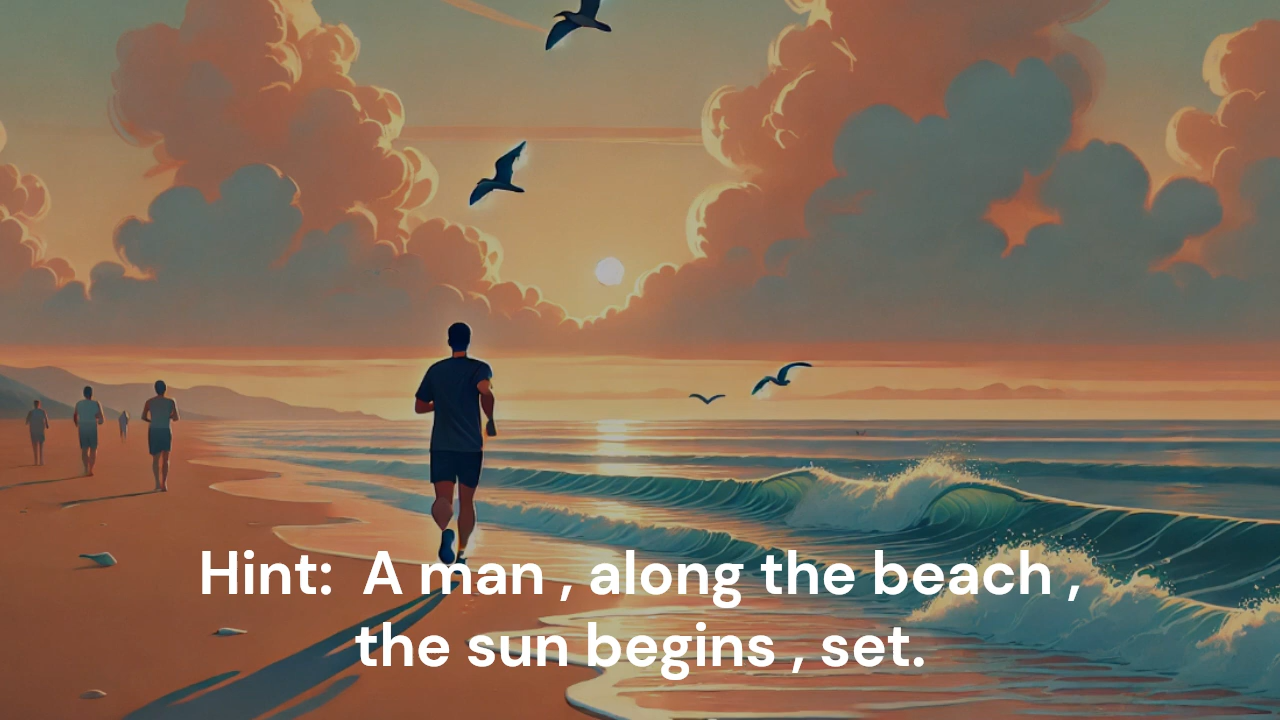 Hint:  A man , along the beach ,
the sun begins , set.